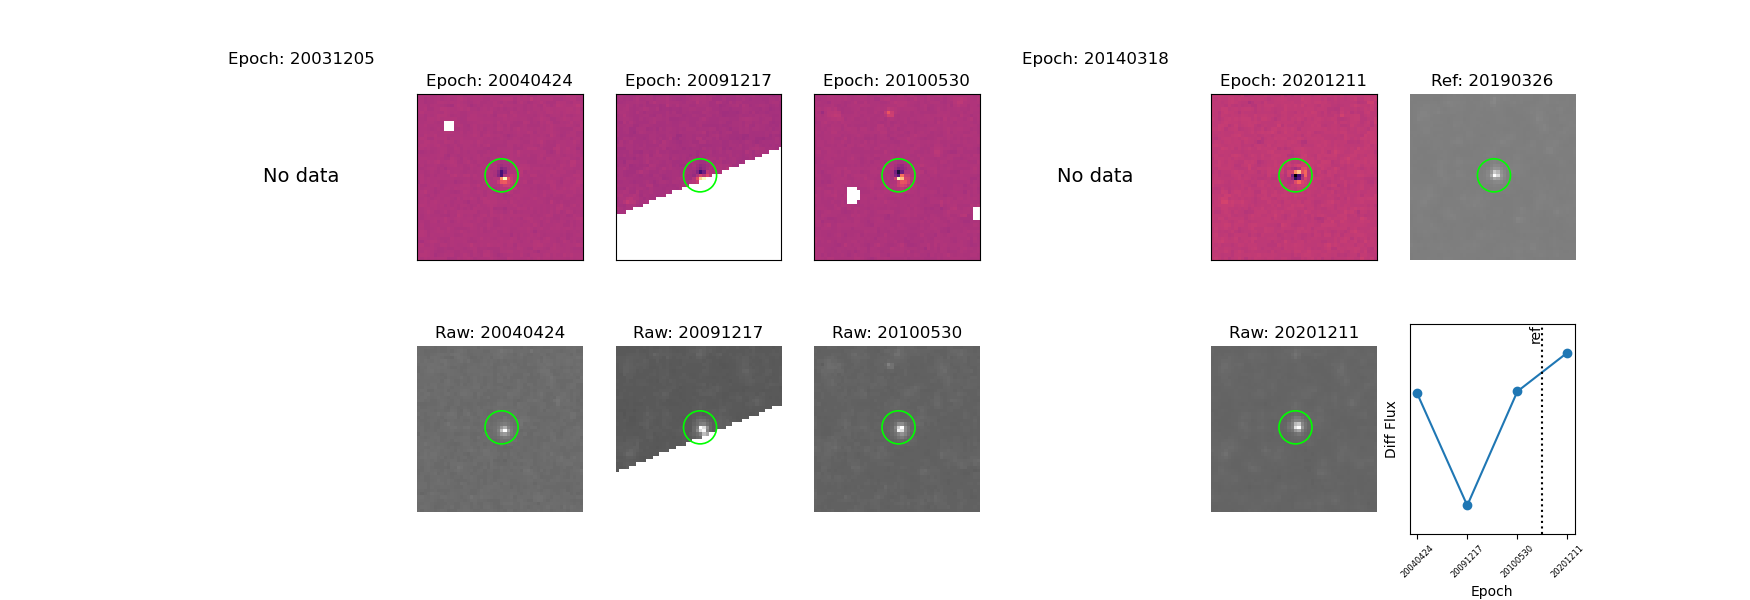 Epoch: 20031205
Epoch: 20040424
Epoch: 20091217
Epoch: 20100530
Epoch: 20140318
Epoch: 20201211
Ref: 20190326
No data
No data
Raw: 20040424
Raw: 20091217
Raw: 20100530
Raw: 20201211
ref
Diff Flux
20040424
20091217
20100530
20201211
Epoch